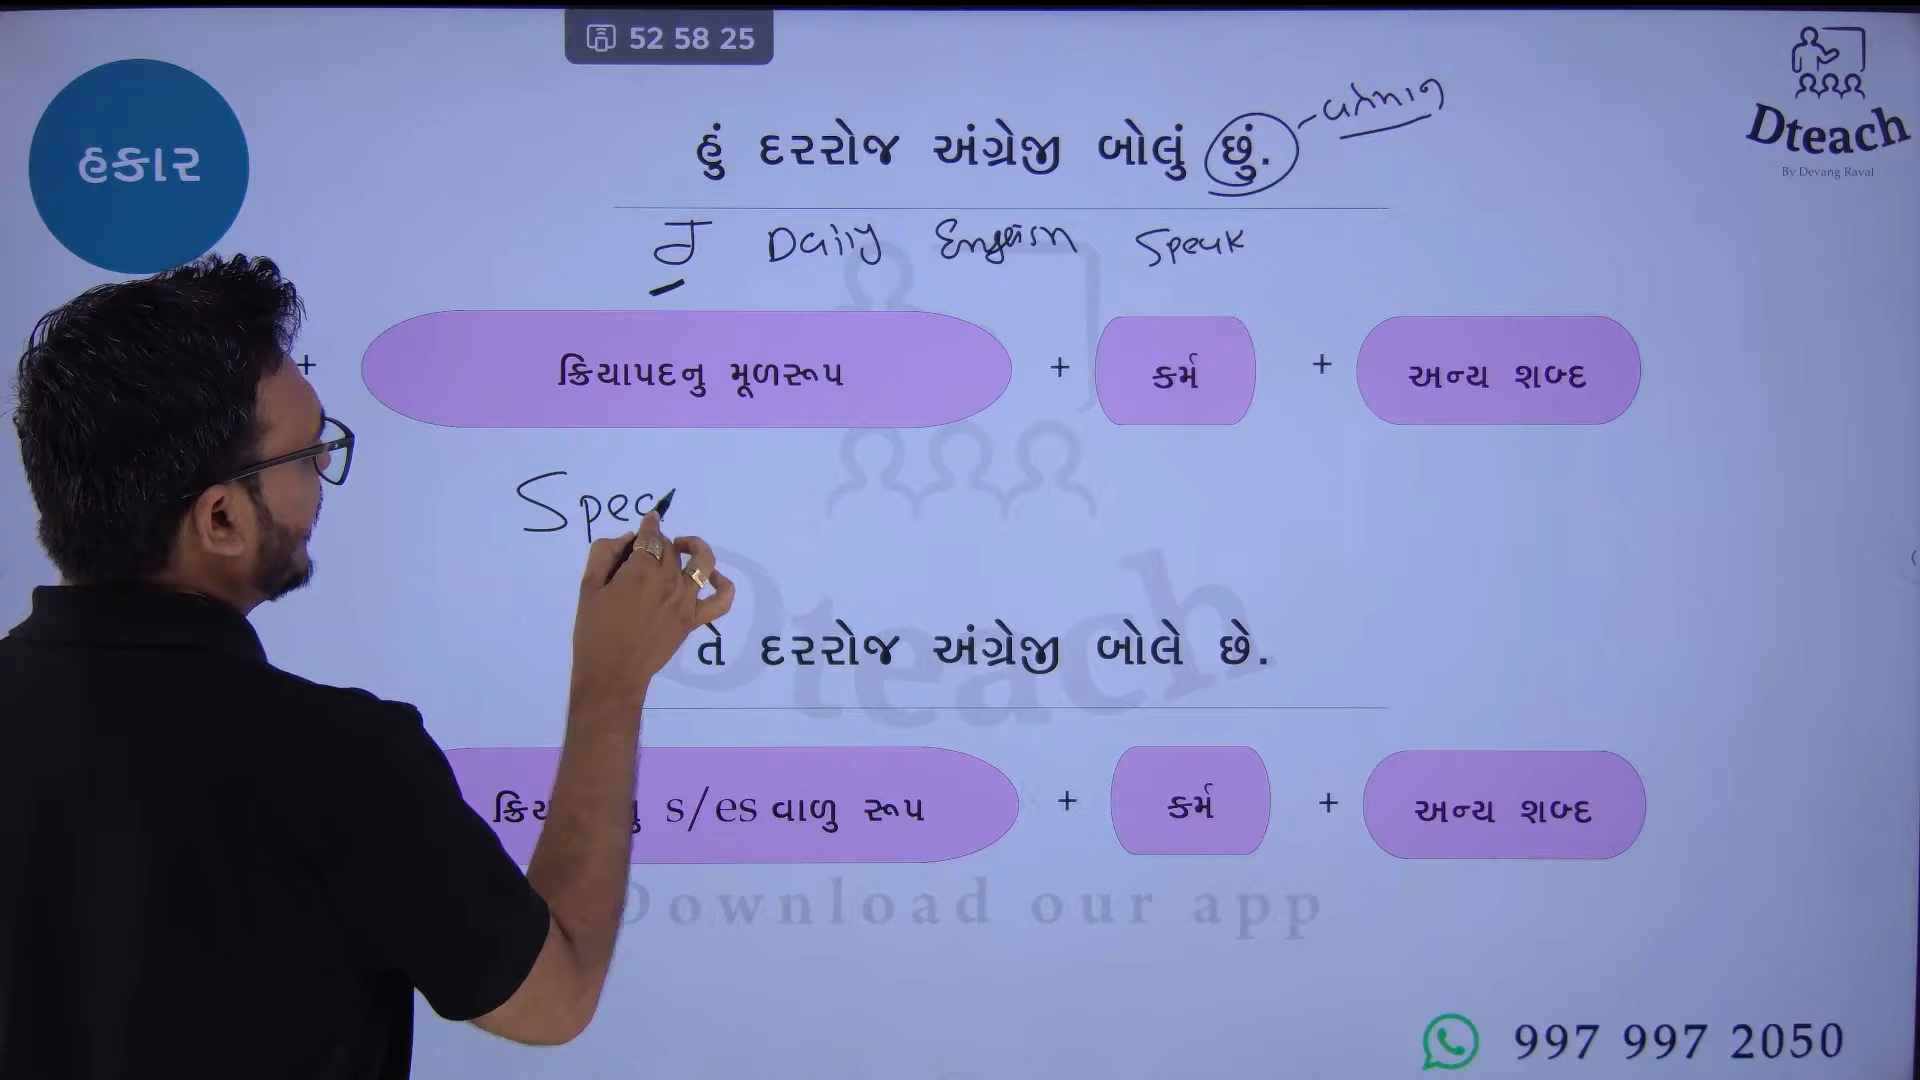 52 58 25
Dteach
By Devang Raval
હકાર
વર્તમાન
હું દરરોજ અંગ્રેજી બોલું છું.
I Daily English Speak
+ ક્રિયાપદનુ મૂળરૂપ + કર્મ + અન્ય શબ્દ
Spea
તે દરરોજ અંગ્રેજી બોલે છે.
s/es વાળુ રૂપ + કર્મ + અન્ય શબ્દ
Dteach
Download our app
997 997 2050